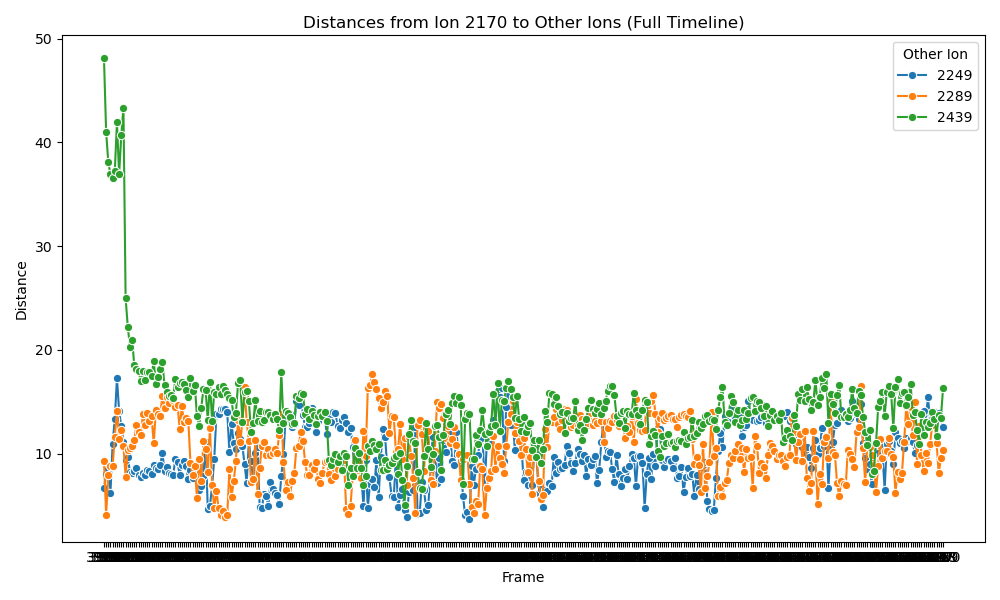 Distances from Ion 2170 to Other Ions (Full Timeline)
50
40
30
20
10
Distance
Frame
Other Ion
2249
2289
2439